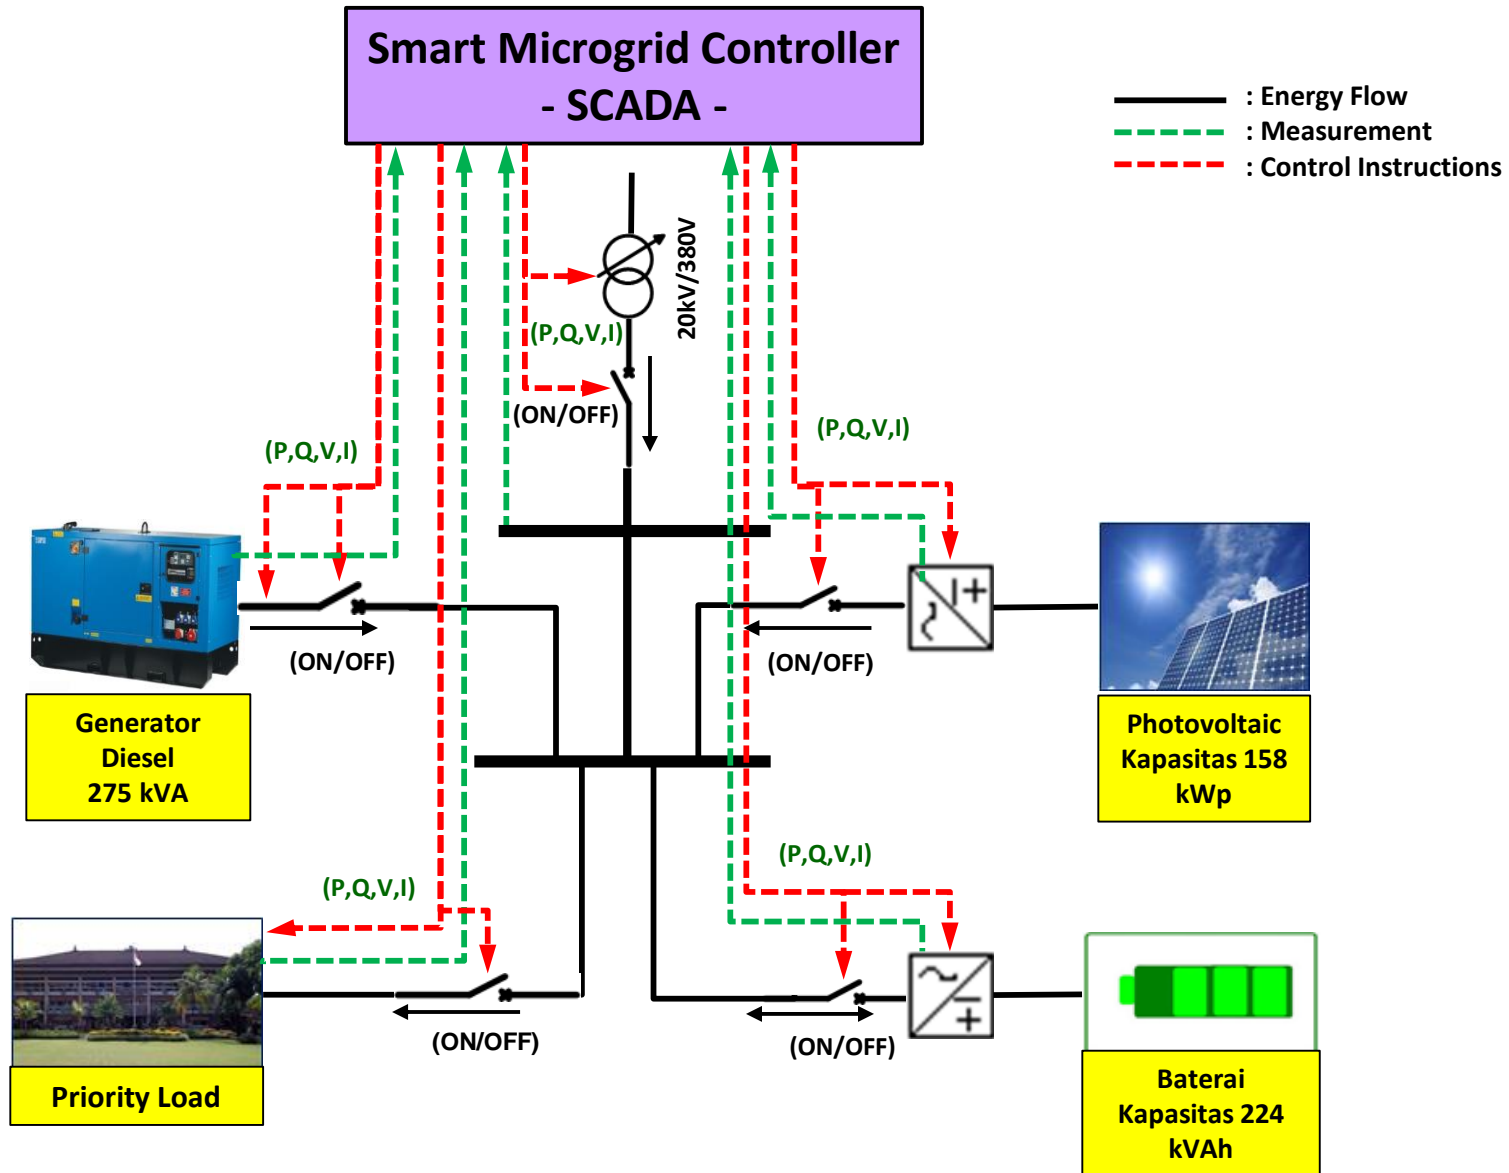 Smart Microgrid Controller
- SCADA -
: Energy Flow
: Measurement
: Control Instructions
20kV/380V
(P,Q,V,I)
(ON/OFF)
(P,Q,V,I)
(P,Q,V,I)
(ON/OFF)
(ON/OFF)
Generator
Diesel
275 kVA
Photovoltaic
Kapasitas 158
kWp
(P,Q,V,I)
(P,Q,V,I)
(ON/OFF)
(ON/OFF)
Priority Load
Baterai
Kapasitas 224
kVAh